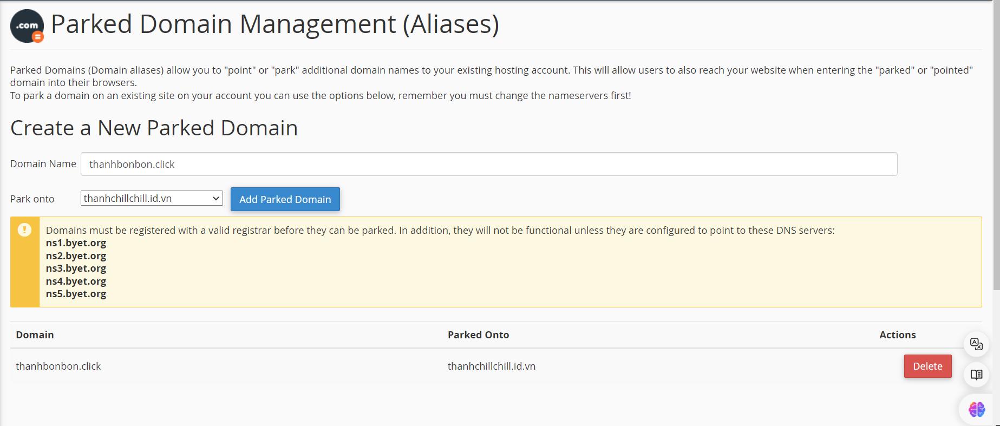 .com
Parked Domain Management (Aliases)
Parked Domains (Domain aliases) allow you to "point" or "park" additional domain names to your existing hosting account. This will allow users to also reach your website when entering the "parked" or "pointed"
domain into their browsers.
To park a domain on an existing site on your account you can use the options below, remember you must change the nameservers first!
Create a New Parked Domain
Domain Name thanhbonbon.click
Park onto thanhchillchill.id.vn Add Parked Domain
Domains must be registered with a valid registrar before they can be parked. In addition, they will not be functional unless they are configured to point to these DNS servers:
ns1.byet.org
ns2.byet.org
ns3.byet.org
ns4.byet.org
ns5.byet.org
Domain Parked Onto Actions
thanhbonbon.click thanhchillchill.id.vn Delete